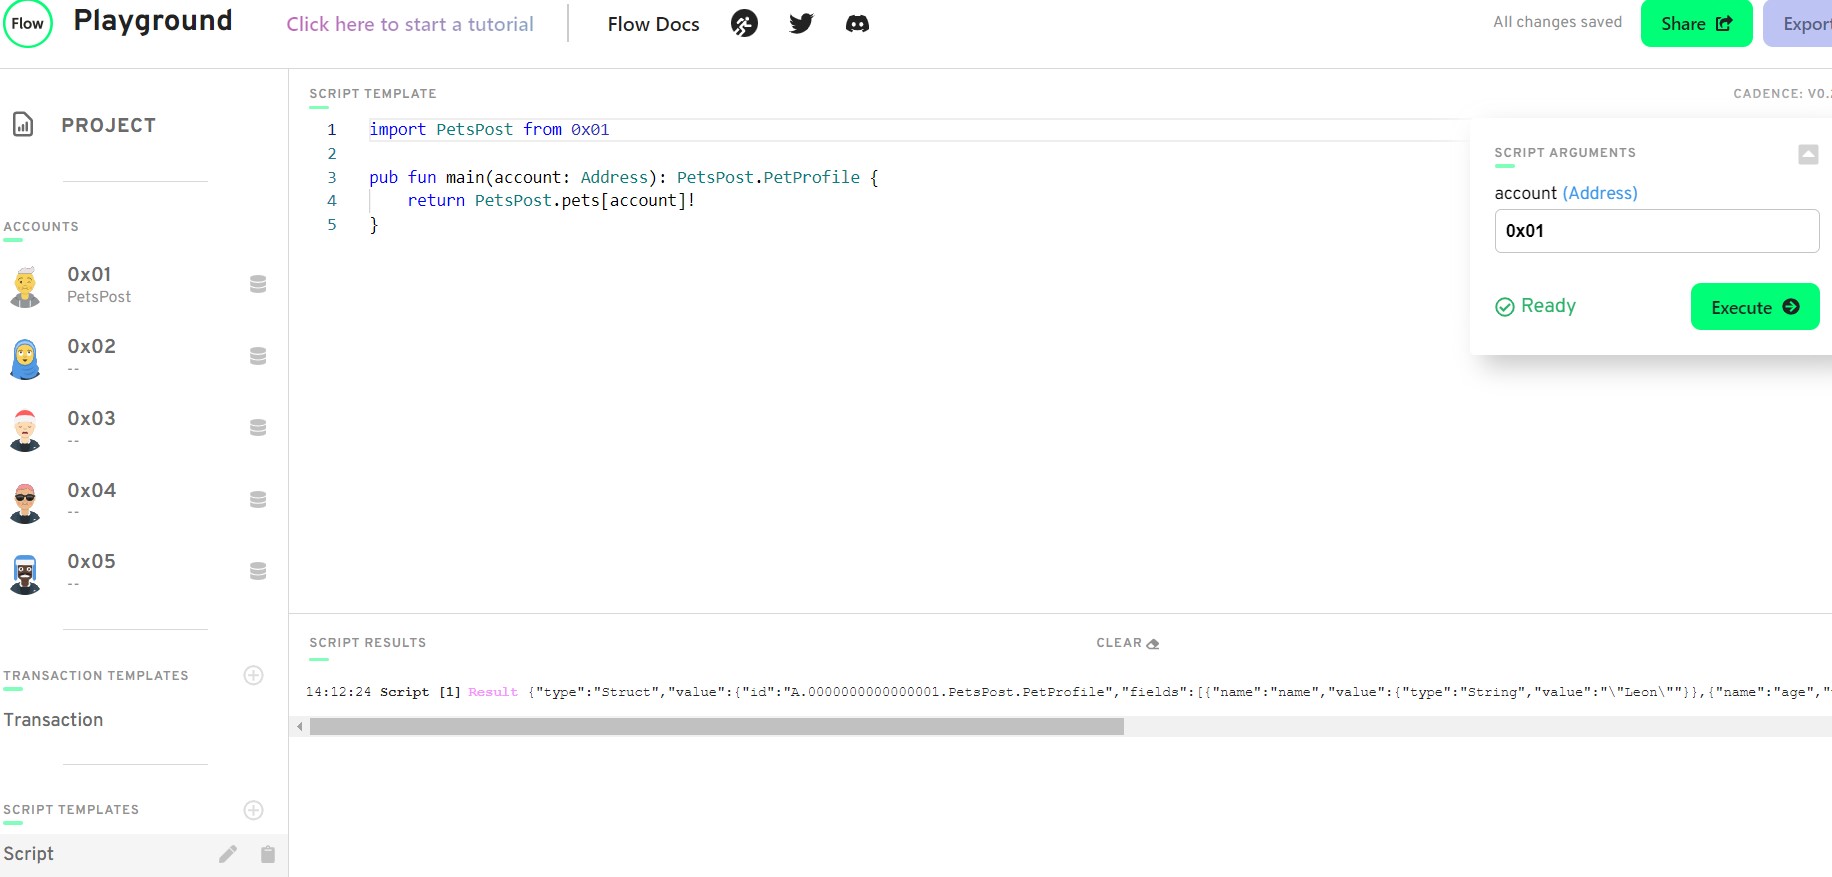 Flow
Playground
Click here to start a tutorial
Flow Docs
All changes saved
Share
Export
PROJECT
ACCOUNTS
0x01
PetsPost
0x02
--
0x03
--
0x04
--
0x05
--
TRANSACTION TEMPLATES
Transaction
SCRIPT TEMPLATES
Script
SCRIPT TEMPLATE
CADENCE: V0.
1 import PetsPost from 0x01
2
3 pub fun main(account: Address): PetsPost.PetProfile {
4 return PetsPost.pets[account]!
5 }
SCRIPT ARGUMENTS
account (Address)
0x01
Ready
Execute
SCRIPT RESULTS
CLEAR
14:12:24 Script [1] Result {"type":"Struct","value":{"id":"A.0000000000000001.PetsPost.PetProfile","fields":[{"name":"name","value":{"type":"String","value":"\"Leon\""}},{"name":"age","